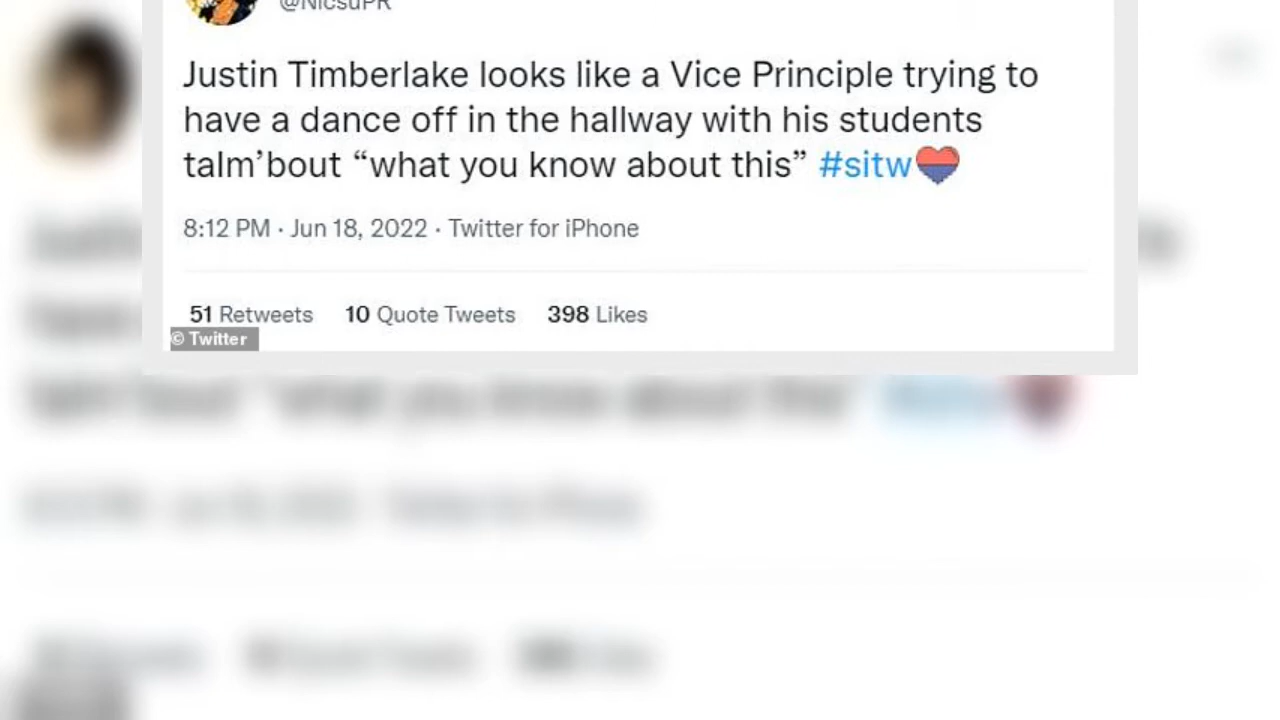 @NicsuPR
Justin Timberlake looks like a Vice Principle trying to
have a dance off in the hallway with his students
talm’bout “what you know about this” #sitw
8:12 PM · Jun 18, 2022 · Twitter for iPhone
51 Retweets 10 Quote Tweets 398 Likes
© Twitter